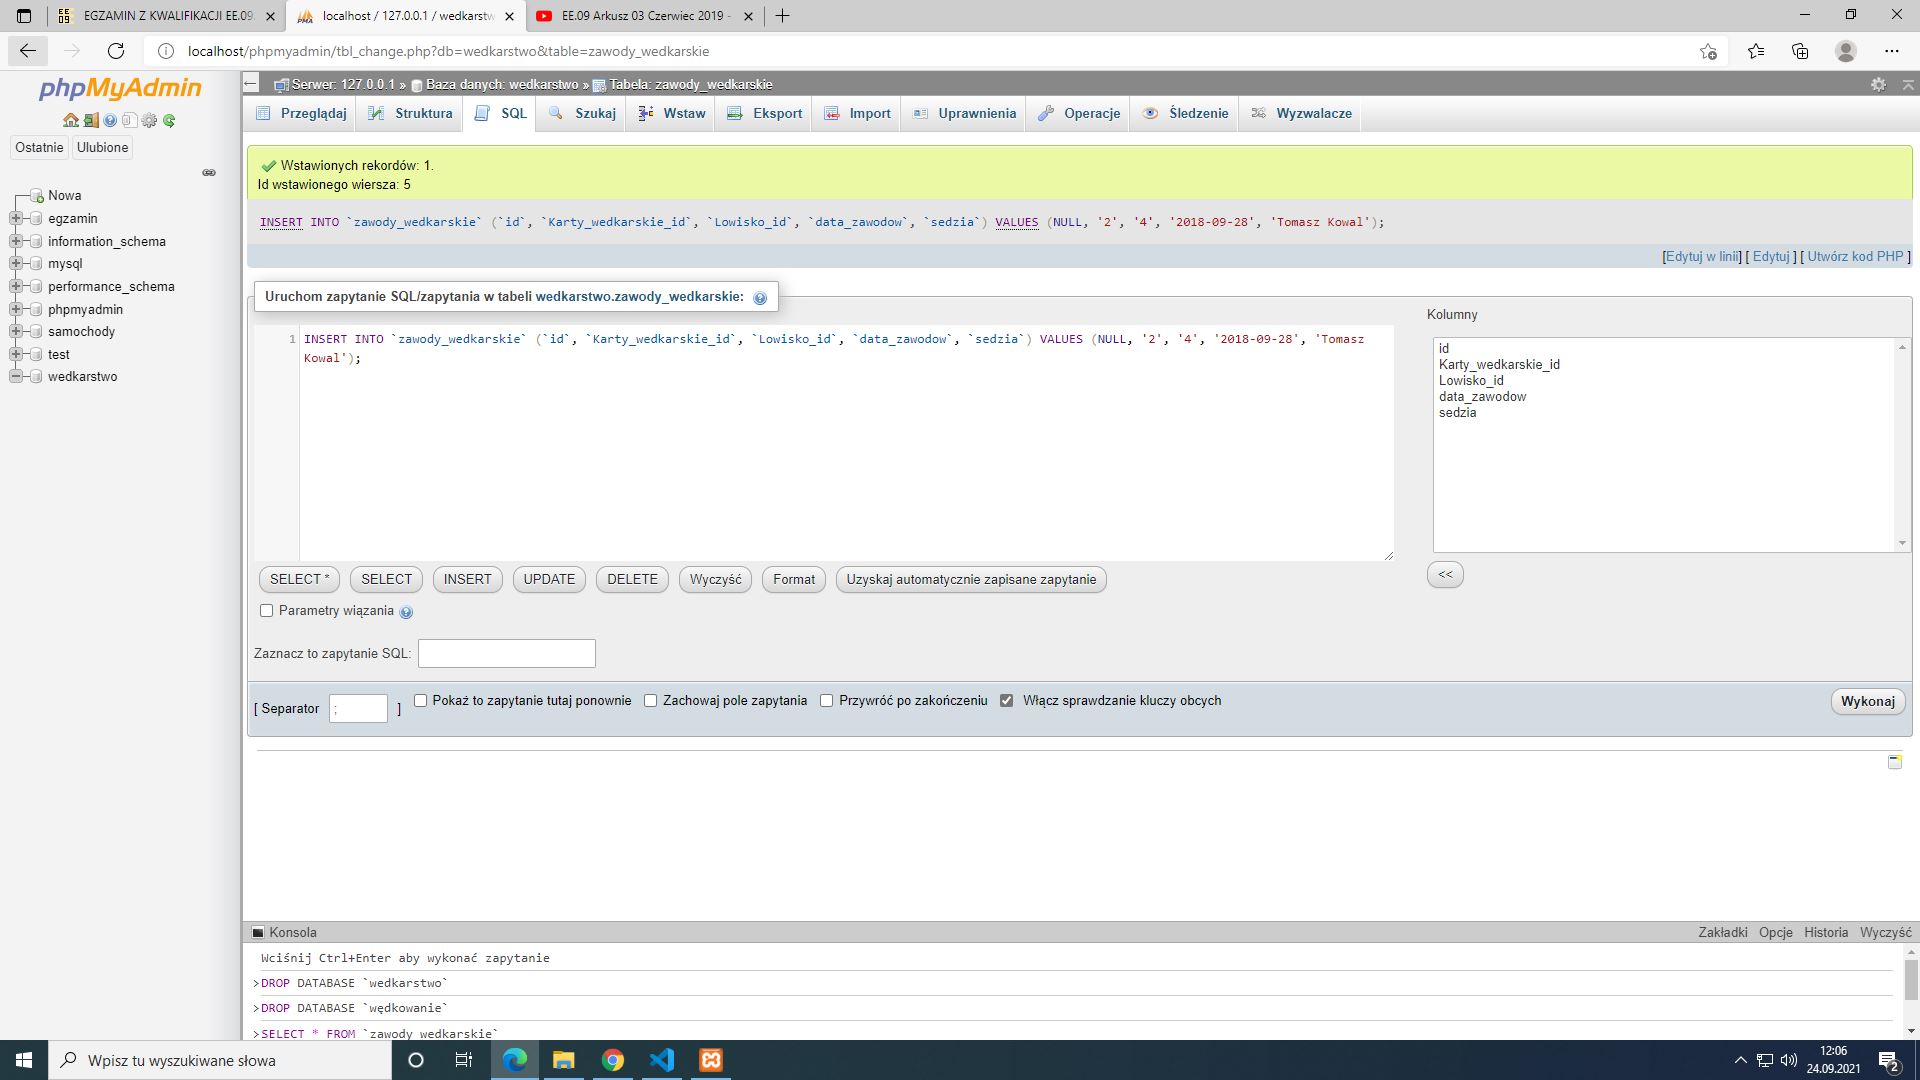 EGZAMIN Z KWALIFIKACJI EE.09
localhost / 127.0.0.1 / wedkarstw
EE.09 Arkusz 03 Czerwiec 2019 -
localhost/phpmyadmin/tbl_change.php?db=wedkarstwo&table=zawody_wedkarskie
phpMyAdmin
Ostatnie Ulubione
Nowa
egzamin
information_schema
mysql
performance_schema
phpmyadmin
samochody
test
wedkarstwo
Serwer: 127.0.0.1 » Baza danych: wedkarstwo » Tabela: zawody_wedkarskie
Przeglądaj Struktura SQL Szukaj Wstaw Eksport Import Uprawnienia Operacje Śledzenie Wyzwalacze
Wstawionych rekordów: 1.
Id wstawionego wiersza: 5
INSERT INTO `zawody_wedkarskie` (`id`, `Karty_wedkarskie_id`, `Lowisko_id`, `data_zawodow`, `sedzia`) VALUES (NULL, '2', '4', '2018-09-28', 'Tomasz Kowal');
[Edytuj w linii] [ Edytuj ] [ Utwórz kod PHP ]
Uruchom zapytanie SQL/zapytania w tabeli wedkarstwo.zawody_wedkarskie:
1 INSERT INTO `zawody_wedkarskie` (`id`, `Karty_wedkarskie_id`, `Lowisko_id`, `data_zawodow`, `sedzia`) VALUES (NULL, '2', '4', '2018-09-28', 'Tomasz
Kowal');
Kolumny
id
Karty_wedkarskie_id
Lowisko_id
data_zawodow
sedzia
<<
SELECT * SELECT INSERT UPDATE DELETE Wyczyść Format Uzyskaj automatycznie zapisane zapytanie
Parametry wiązania
Zaznacz to zapytanie SQL:
[ Separator ; ] Pokaż to zapytanie tutaj ponownie Zachowaj pole zapytania Przywróć po zakończeniu Włącz sprawdzanie kluczy obcych Wykonaj
Konsola Zakładki Opcje Historia Wyczyść
Wciśnij Ctrl+Enter aby wykonać zapytanie
>DROP DATABASE `wedkarstwo`
>DROP DATABASE `wędkowanie`
>SELECT * FROM `zawody_wedkarskie`
Wpisz tu wyszukiwane słowa
12:06
24.09.2021
2